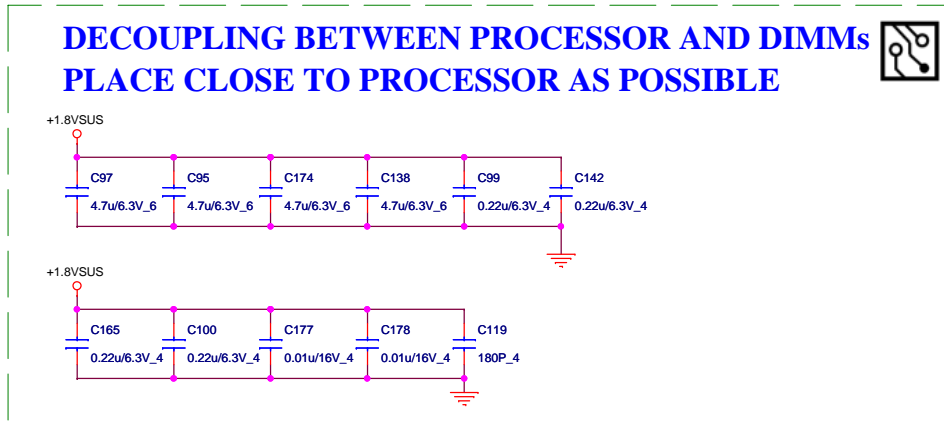 DECOUPLING BETWEEN PROCESSOR AND DIMMs
PLACE CLOSE TO PROCESSOR AS POSSIBLE
+1.8VSUS
C97 C95 C174 C138 C99 C142
4.7u/6.3V_6 4.7u/6.3V_6 4.7u/6.3V_6 4.7u/6.3V_6 0.22u/6.3V_4 0.22u/6.3V_4
+1.8VSUS
C165 C100 C177 C178 C119
0.22u/6.3V_4 0.22u/6.3V_4 0.01u/16V_4 0.01u/16V_4 180P_4